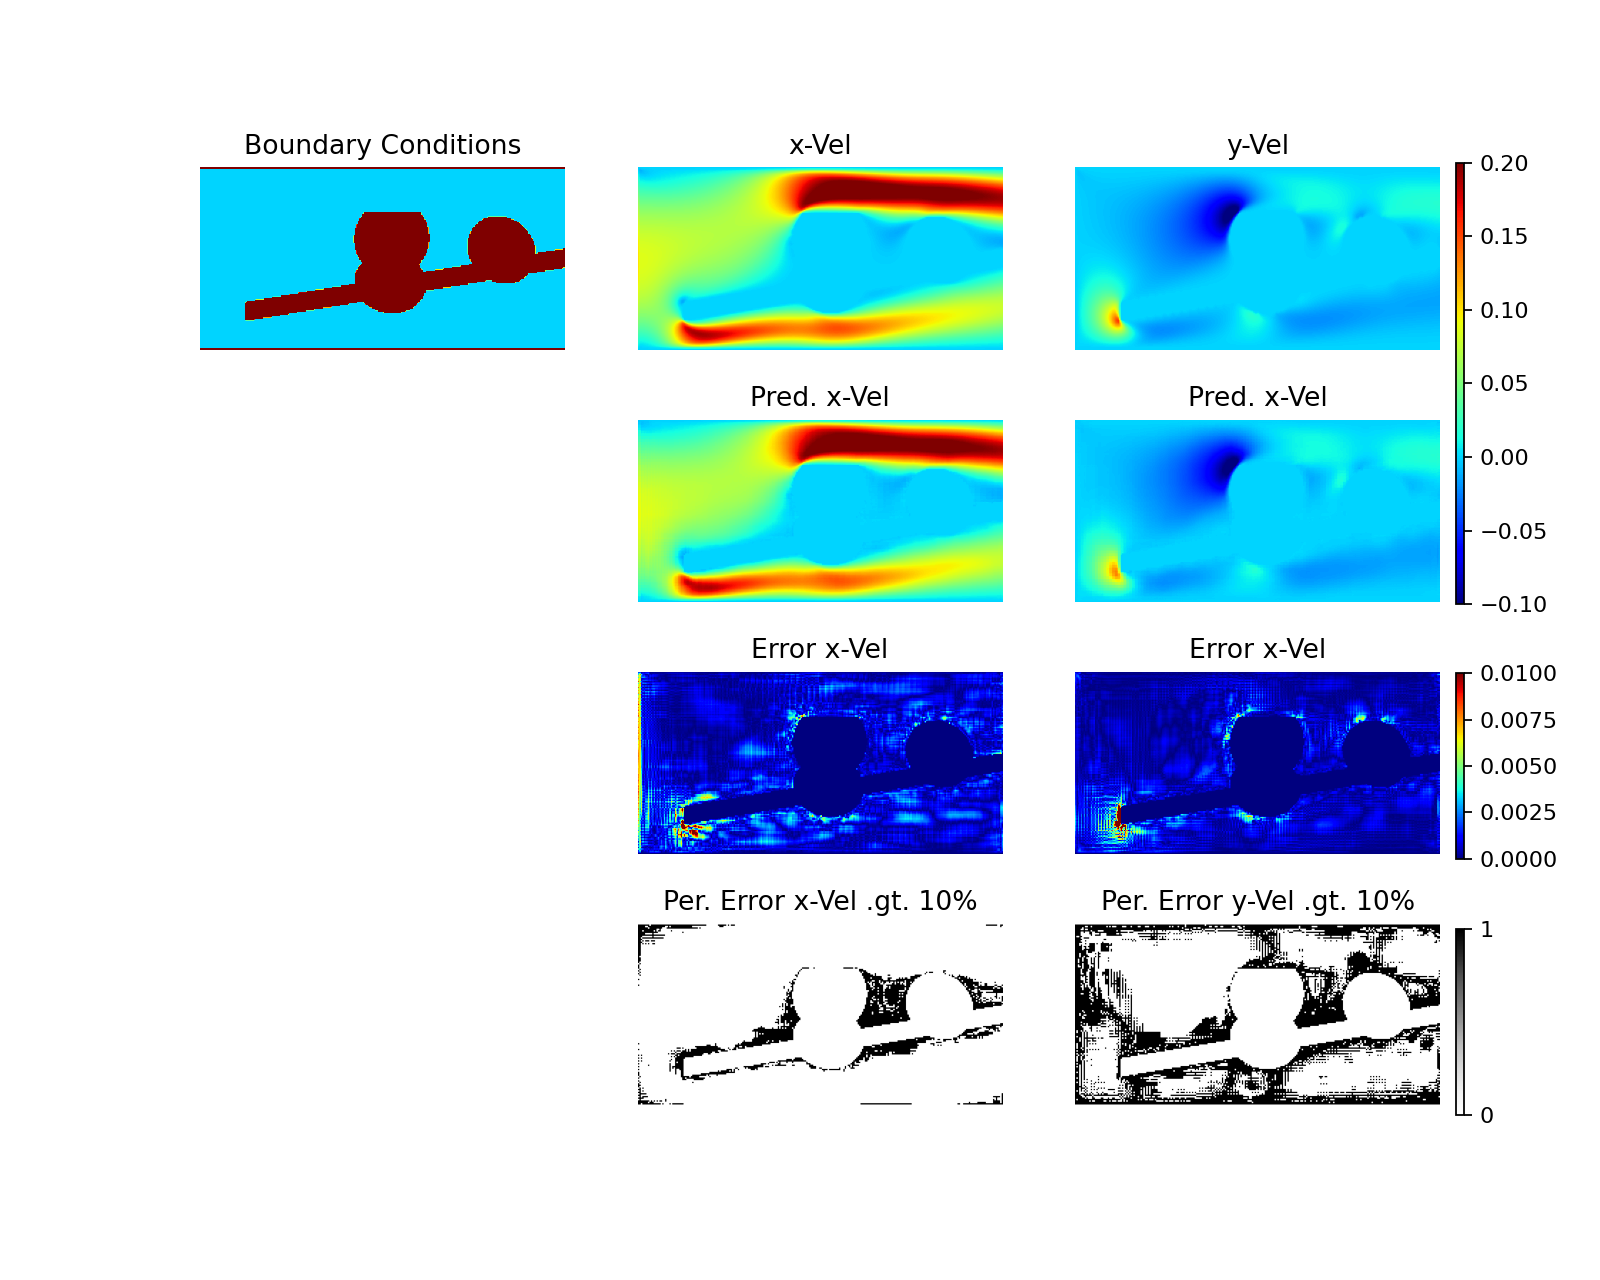 Boundary Conditions
x-Vel
y-Vel
0.20
0.15
0.10
0.05
0.00
−0.05
−0.10
Pred. x-Vel
Pred. x-Vel
Error x-Vel
Error x-Vel
0.0100
0.0075
0.0050
0.0025
0.0000
Per. Error x-Vel .gt. 10%
Per. Error y-Vel .gt. 10%
1
0